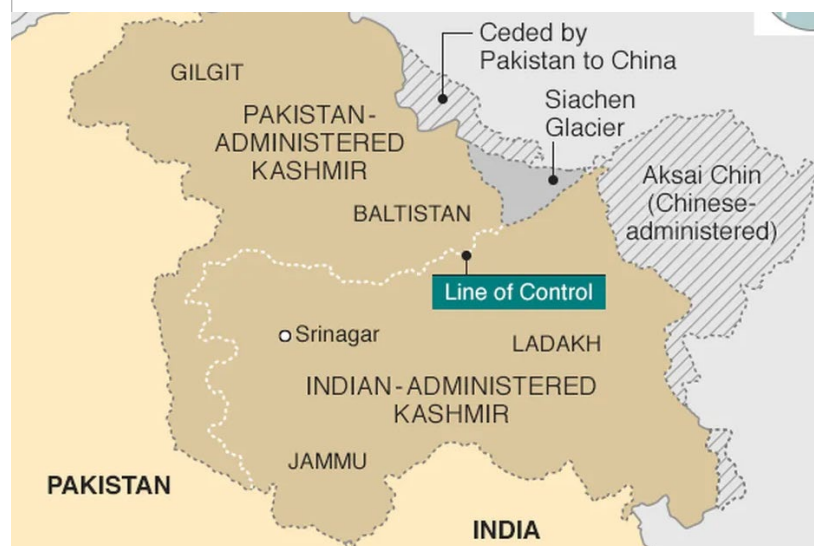 Ceded by
Pakistan to China
GILGIT
Siachen
Glacier
PAKISTAN-
ADMINISTERED
KASHMIR
Aksai Chin
(Chinese-
administered)
BALTISTAN
Line of Control
Srinagar
LADAKH
INDIAN-ADMINISTERED
KASHMIR
JAMMU
PAKISTAN
INDIA